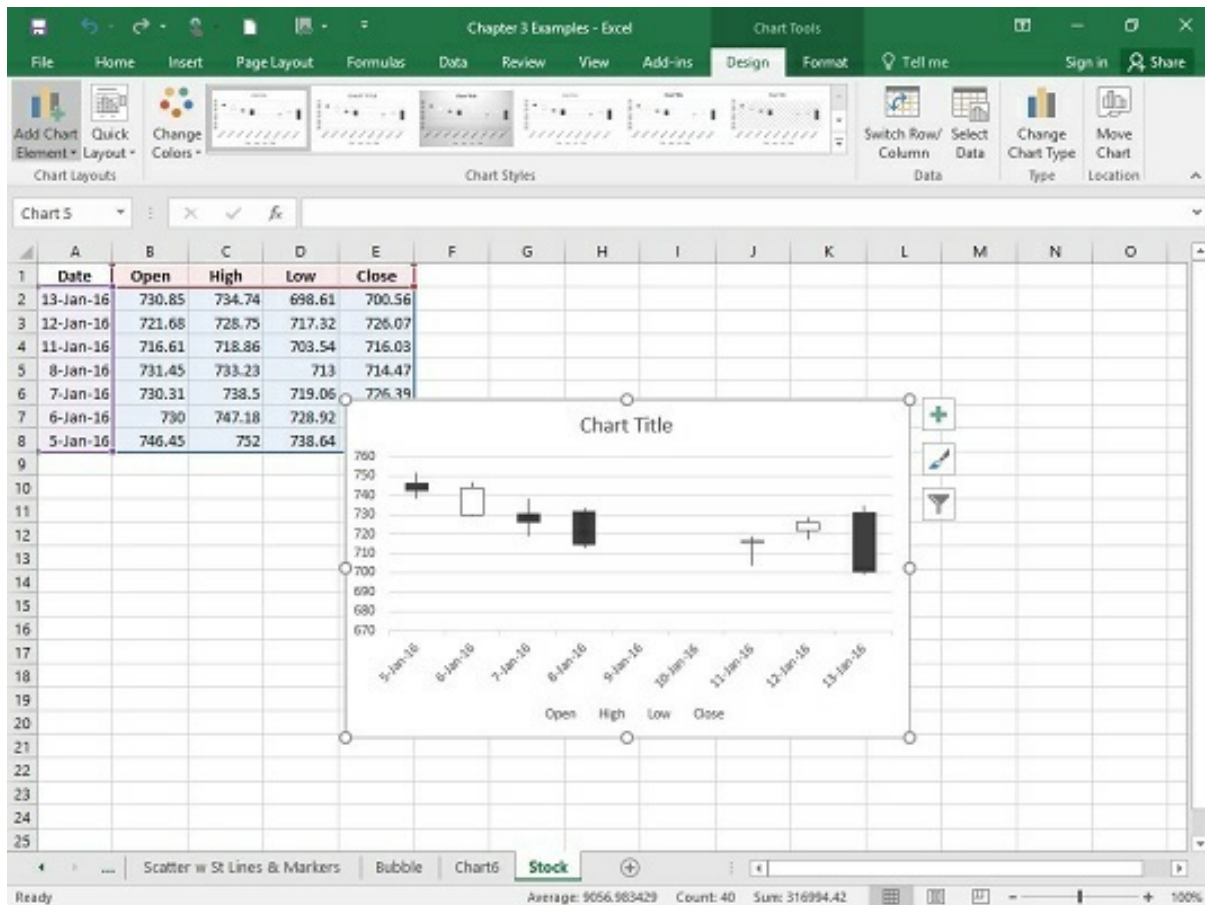 Chapter 3 Examples - Excel Chart Tools
File Home Insert Page Layout Formulas Data Review View Add-ins Design Format Tell me Sign in Share
Add Chart Element Quick Layout Change Colors Switch Row/ Column Select Data Change Chart Type Move Chart
Chart Layouts Chart Styles Data Type Location
Chart 5 fx
A B C D E F G H I J K L M N O
1 Date Open High Low Close
2 13-Jan-16 730.85 734.74 698.61 700.56
3 12-Jan-16 721.68 728.75 717.32 726.07
4 11-Jan-16 716.61 718.86 703.54 716.03
5 8-Jan-16 731.45 733.23 713 714.47
6 7-Jan-16 730.31 738.5 719.06 726.39
7 6-Jan-16 730 747.18 728.92
8 5-Jan-16 746.45 752 738.64
9
10
11
12
13
14
15
16
17
18
19
20
21
22
23
24
25
Chart Title
760
750
740
730
720
710
700
690
680
670
5-Jan-16 6-Jan-16 7-Jan-16 8-Jan-16 9-Jan-16 10-Jan-16 11-Jan-16 12-Jan-16 13-Jan-16
Open High Low Close
... Scatter w St Lines & Markers Bubble Chart6 Stock
Ready Average: 9056.983429 Count: 40 Sum: 316994.42 100%